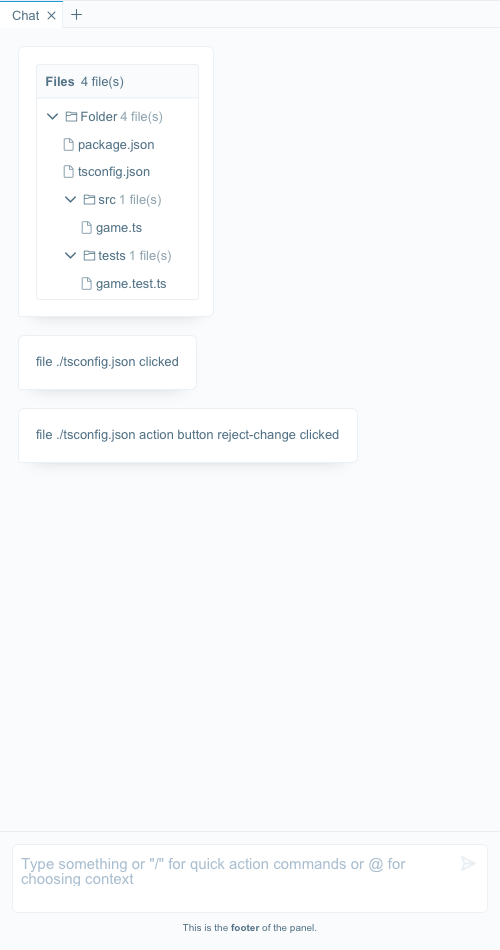 Chat
Files 4 file(s)
Folder 4 file(s)
package.json
tsconfig.json
src 1 file(s)
game.ts
tests 1 file(s)
game.test.ts
file ./tsconfig.json clicked
file ./tsconfig.json action button reject-change clicked
Type something or "/" for quick action commands or @ for
choosing context
This is the footer of the panel.